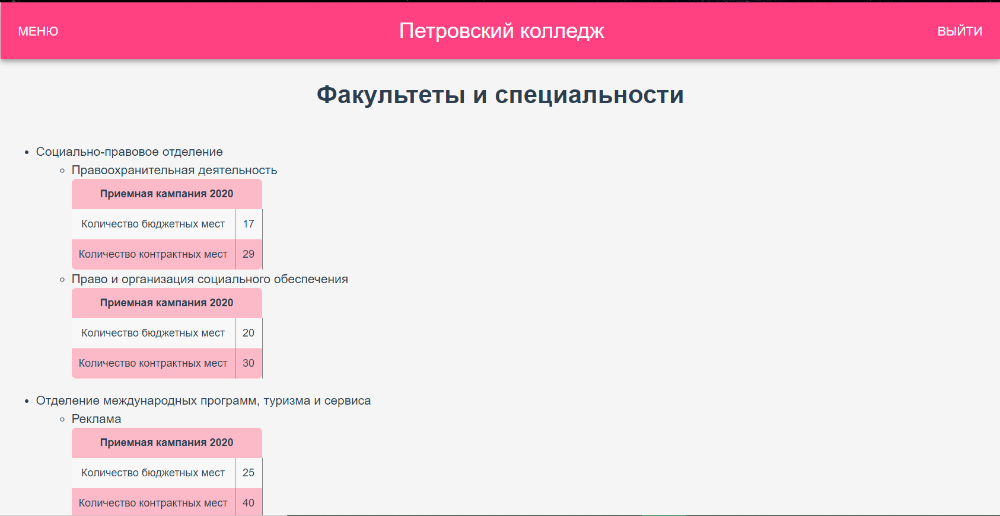 МЕНЮ Петровский колледж ВЫЙТИ
Факультеты и специальности
Социально-правовое отделение
Правоохранительная деятельность
Приемная кампания 2020
Количество бюджетных мест 17
Количество контрактных мест 29
Право и организация социального обеспечения
Приемная кампания 2020
Количество бюджетных мест 20
Количество контрактных мест 30
Отделение международных программ, туризма и сервиса
Реклама
Приемная кампания 2020
Количество бюджетных мест 25
Количество контрактных мест 40